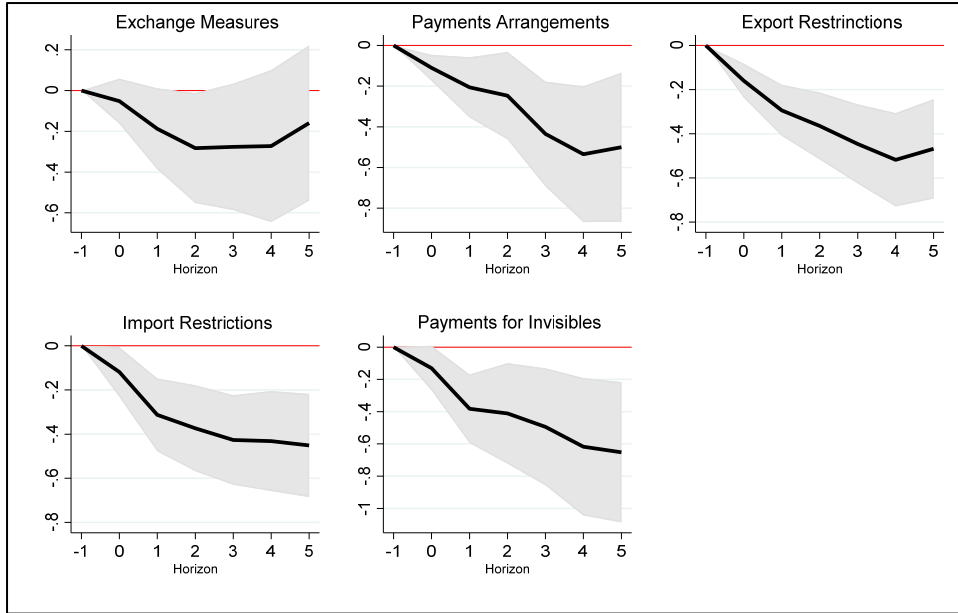 Exchange Measures
.2
0
-.2
-.4
-.6
-1 0 1 2 3 4 5
Horizon
Payments Arrangements
0
-.2
-.4
-.6
-.8
-1 0 1 2 3 4 5
Horizon
Export Restrinctions
0
-.2
-.4
-.6
-.8
-1 0 1 2 3 4 5
Horizon
Import Restrictions
0
-.2
-.4
-.6
-.8
-1 0 1 2 3 4 5
Horizon
Payments for Invisibles
0
-.2
-.4
-.6
-.8
-1
-1 0 1 2 3 4 5
Horizon